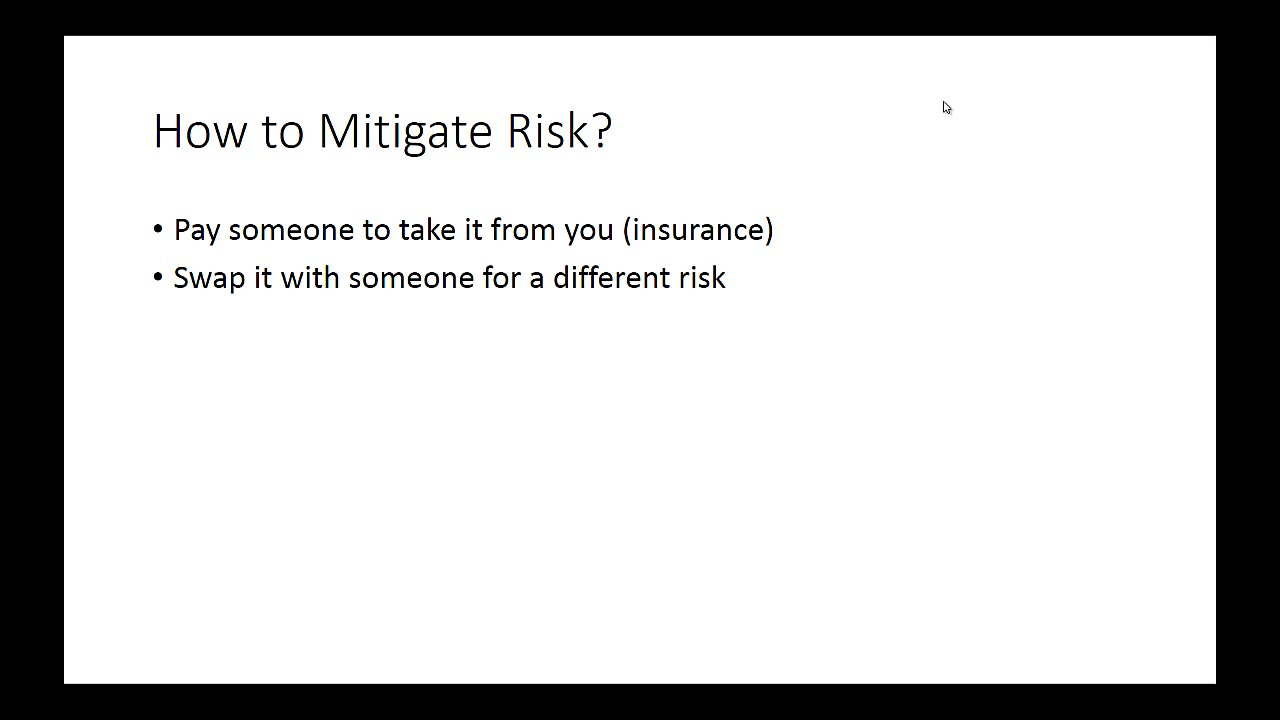 How to Mitigate Risk?
• Pay someone to take it from you (insurance)
• Swap it with someone for a different risk